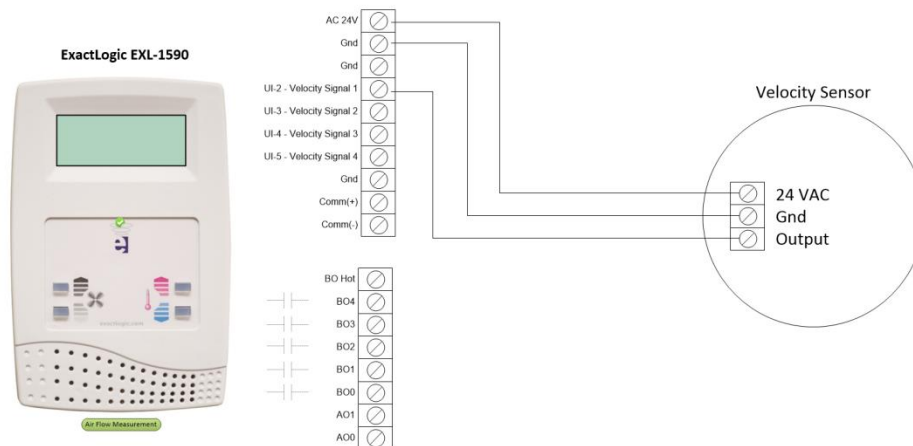 ExactLogic EXL-1590
exactlogic.com
Air Flow Measurement
AC 24V
Gnd
Gnd
UI-2 - Velocity Signal 1
UI-3 - Velocity Signal 2
UI-4 - Velocity Signal 3
UI-5 - Velocity Signal 4
Gnd
Comm(+)
Comm(-)
BO Hot
BO4
BO3
BO2
BO1
BO0
AO1
AO0
Velocity Sensor
24 VAC
Gnd
Output